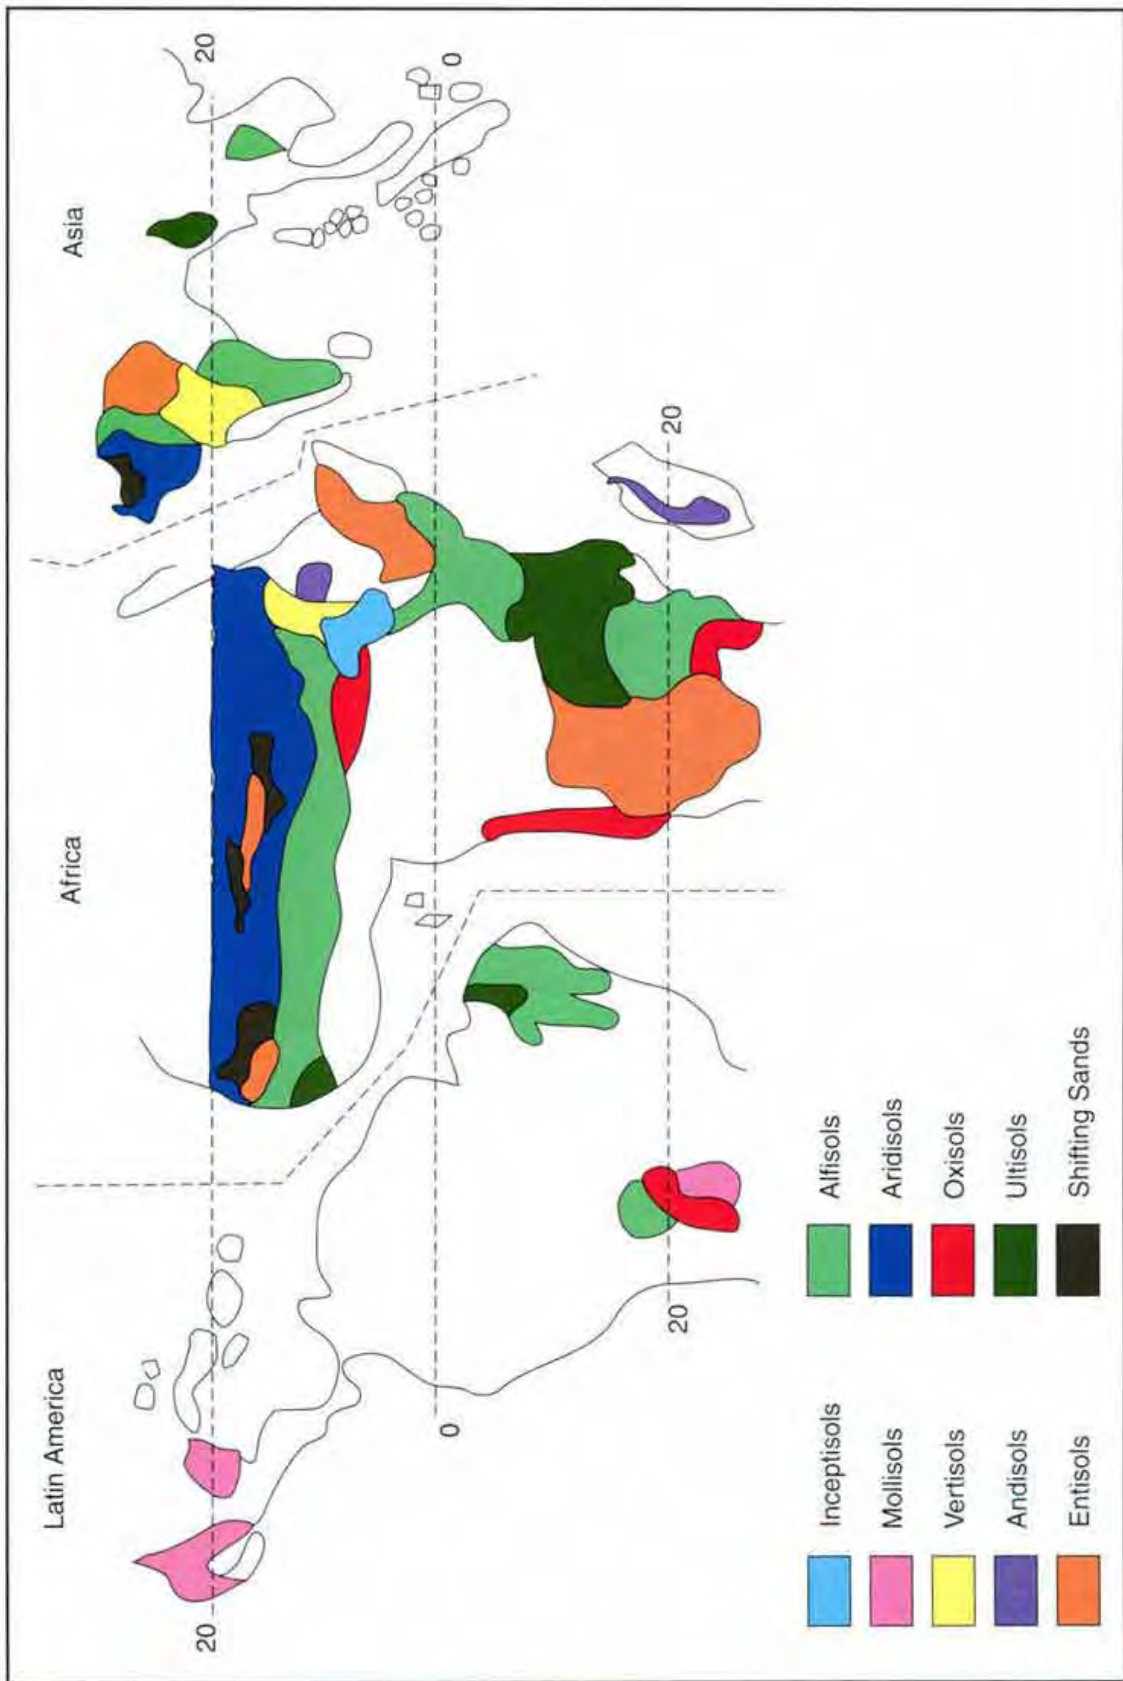 Latin America
Africa
Asia
20
20
0
0
20
20
Inceptisols
Alfisols
Mollisols
Aridisols
Vertisols
Oxisols
Andisols
Ultisols
Entisols
Shifting Sands